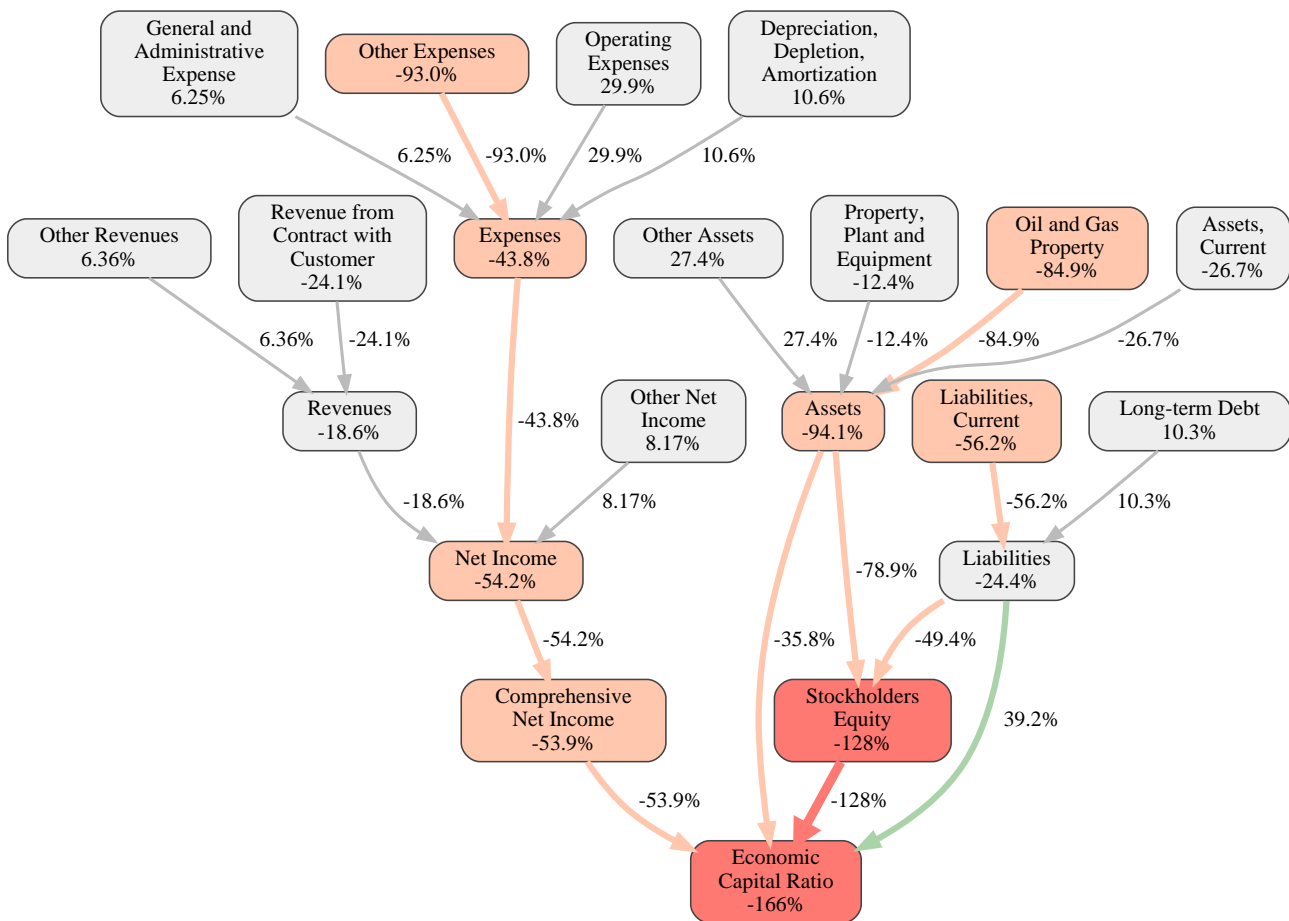 General and
Administrative
Expense
6.25%
Other Expenses
-93.0%
Operating
Expenses
29.9%
Depreciation,
Depletion,
Amortization
10.6%
6.25%
-93.0%
29.9%
10.6%
Other Revenues
6.36%
Revenue from
Contract with
Customer
-24.1%
Expenses
-43.8%
Other Assets
27.4%
Property,
Plant and
Equipment
-12.4%
Oil and Gas
Property
-84.9%
Assets,
Current
-26.7%
6.36%
-24.1%
27.4%
-12.4%
-84.9%
-26.7%
Revenues
-18.6%
-43.8%
Other Net
Income
8.17%
Assets
-94.1%
Liabilities,
Current
-56.2%
Long-term Debt
10.3%
-18.6%
8.17%
-56.2%
10.3%
Net Income
-54.2%
-78.9%
Liabilities
-24.4%
-54.2%
-35.8%
-49.4%
Comprehensive
Net Income
-53.9%
Stockholders
Equity
-128%
39.2%
-53.9%
-128%
Economic
Capital Ratio
-166%